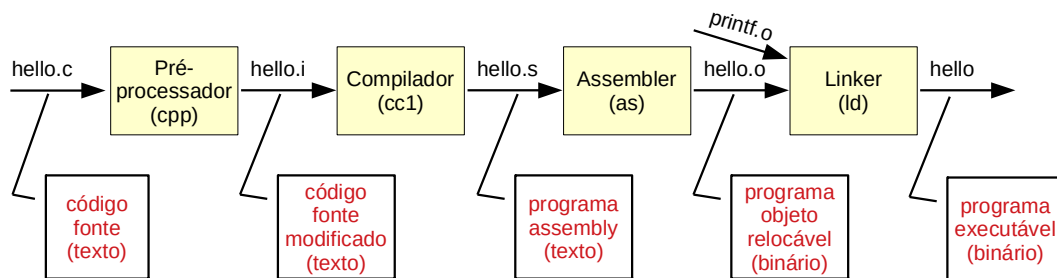 printf.o
hello.c
Pré-
processador
(cpp)
hello.i
Compilador
(cc1)
hello.s
Assembler
(as)
hello.o
Linker
(ld)
hello
código
fonte
(texto)
código
fonte
modificado
(texto)
programa
assembly
(texto)
programa
objeto
relocável
(binário)
programa
executável
(binário)